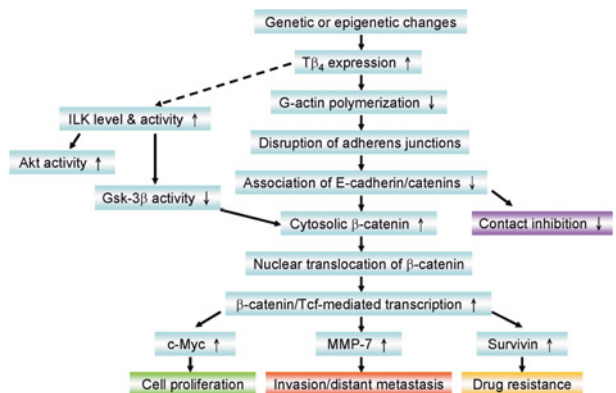 Genetic or epigenetic changes
Tβ₄ expression ↑
G-actin polymerization ↓
ILK level & activity ↑
Disruption of adherens junctions
Akt activity ↑
Association of E-cadherin/catenins ↓
Gsk-3β activity ↓
Cytosolic β-catenin ↑
Contact inhibition ↓
Nuclear translocation of β-catenin
β-catenin/Tcf-mediated transcription ↑
c-Myc ↑
MMP-7 ↑
Survivin ↑
Cell proliferation
Invasion/distant metastasis
Drug resistance